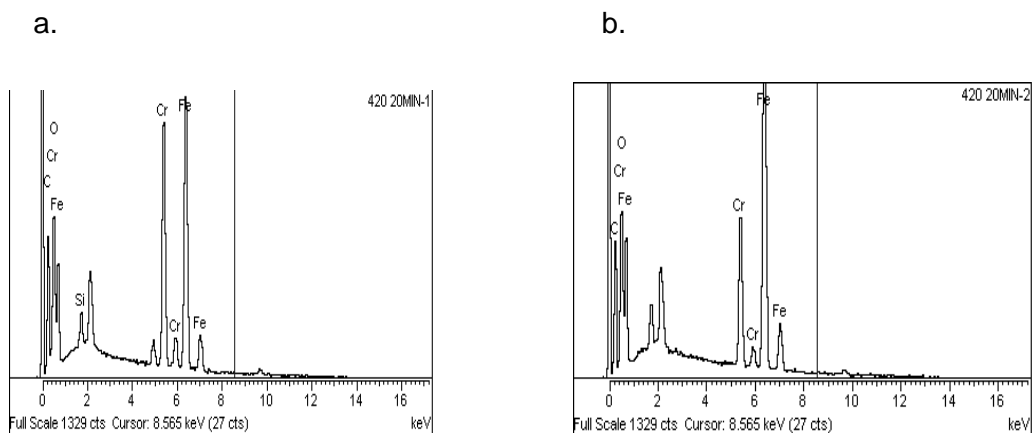 a.
b.
420 20MIN-1
Cr
Fe
O
Cr
C
Fe
Si
Cr
Fe
0 2 4 6 8 10 12 14 16
Full Scale 1329 cts Cursor: 8.565 keV (27 cts) keV
420 20MIN-2
Fe
O
Cr
Fe
C
Cr
Cr
Fe
0 2 4 6 8 10 12 14 16
Full Scale 1329 cts Cursor: 8.565 keV (27 cts) keV